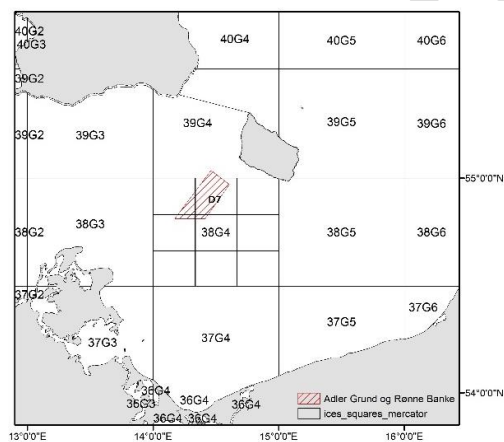 40G2
40G3
40G4
40G5
40G6
39G2
39G2
39G3
39G4
39G5
39G6
55°0'0"N
D7
38G2
38G3
38G4
38G5
38G6
37G2
37G3
37G4
37G5
37G6
36G4
36G3
36G4
36G4
36G4
36G4
54°0'0"N
Adler Grund og Rønne Banke
ices_squares_mercator
13°0'0"E
14°0'0"E
15°0'0"E
16°0'0"E